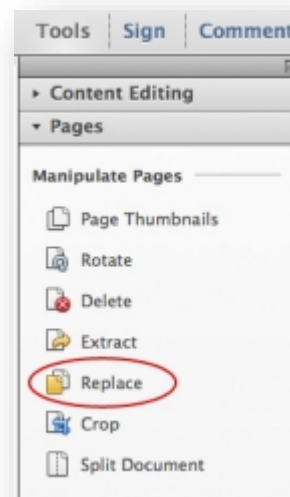 Tools Sign Comment
Content Editing
Pages
Manipulate Pages
Page Thumbnails
Rotate
Delete
Extract
Replace
Crop
Split Document